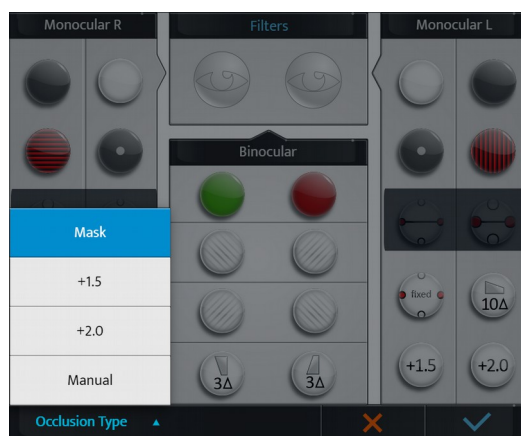 Monocular R
Filters
Monocular L
Binocular
Mask
+1.5
+2.0
Manual
fixed
10Δ
3Δ
3Δ
+1.5
+2.0
Occlusion Type